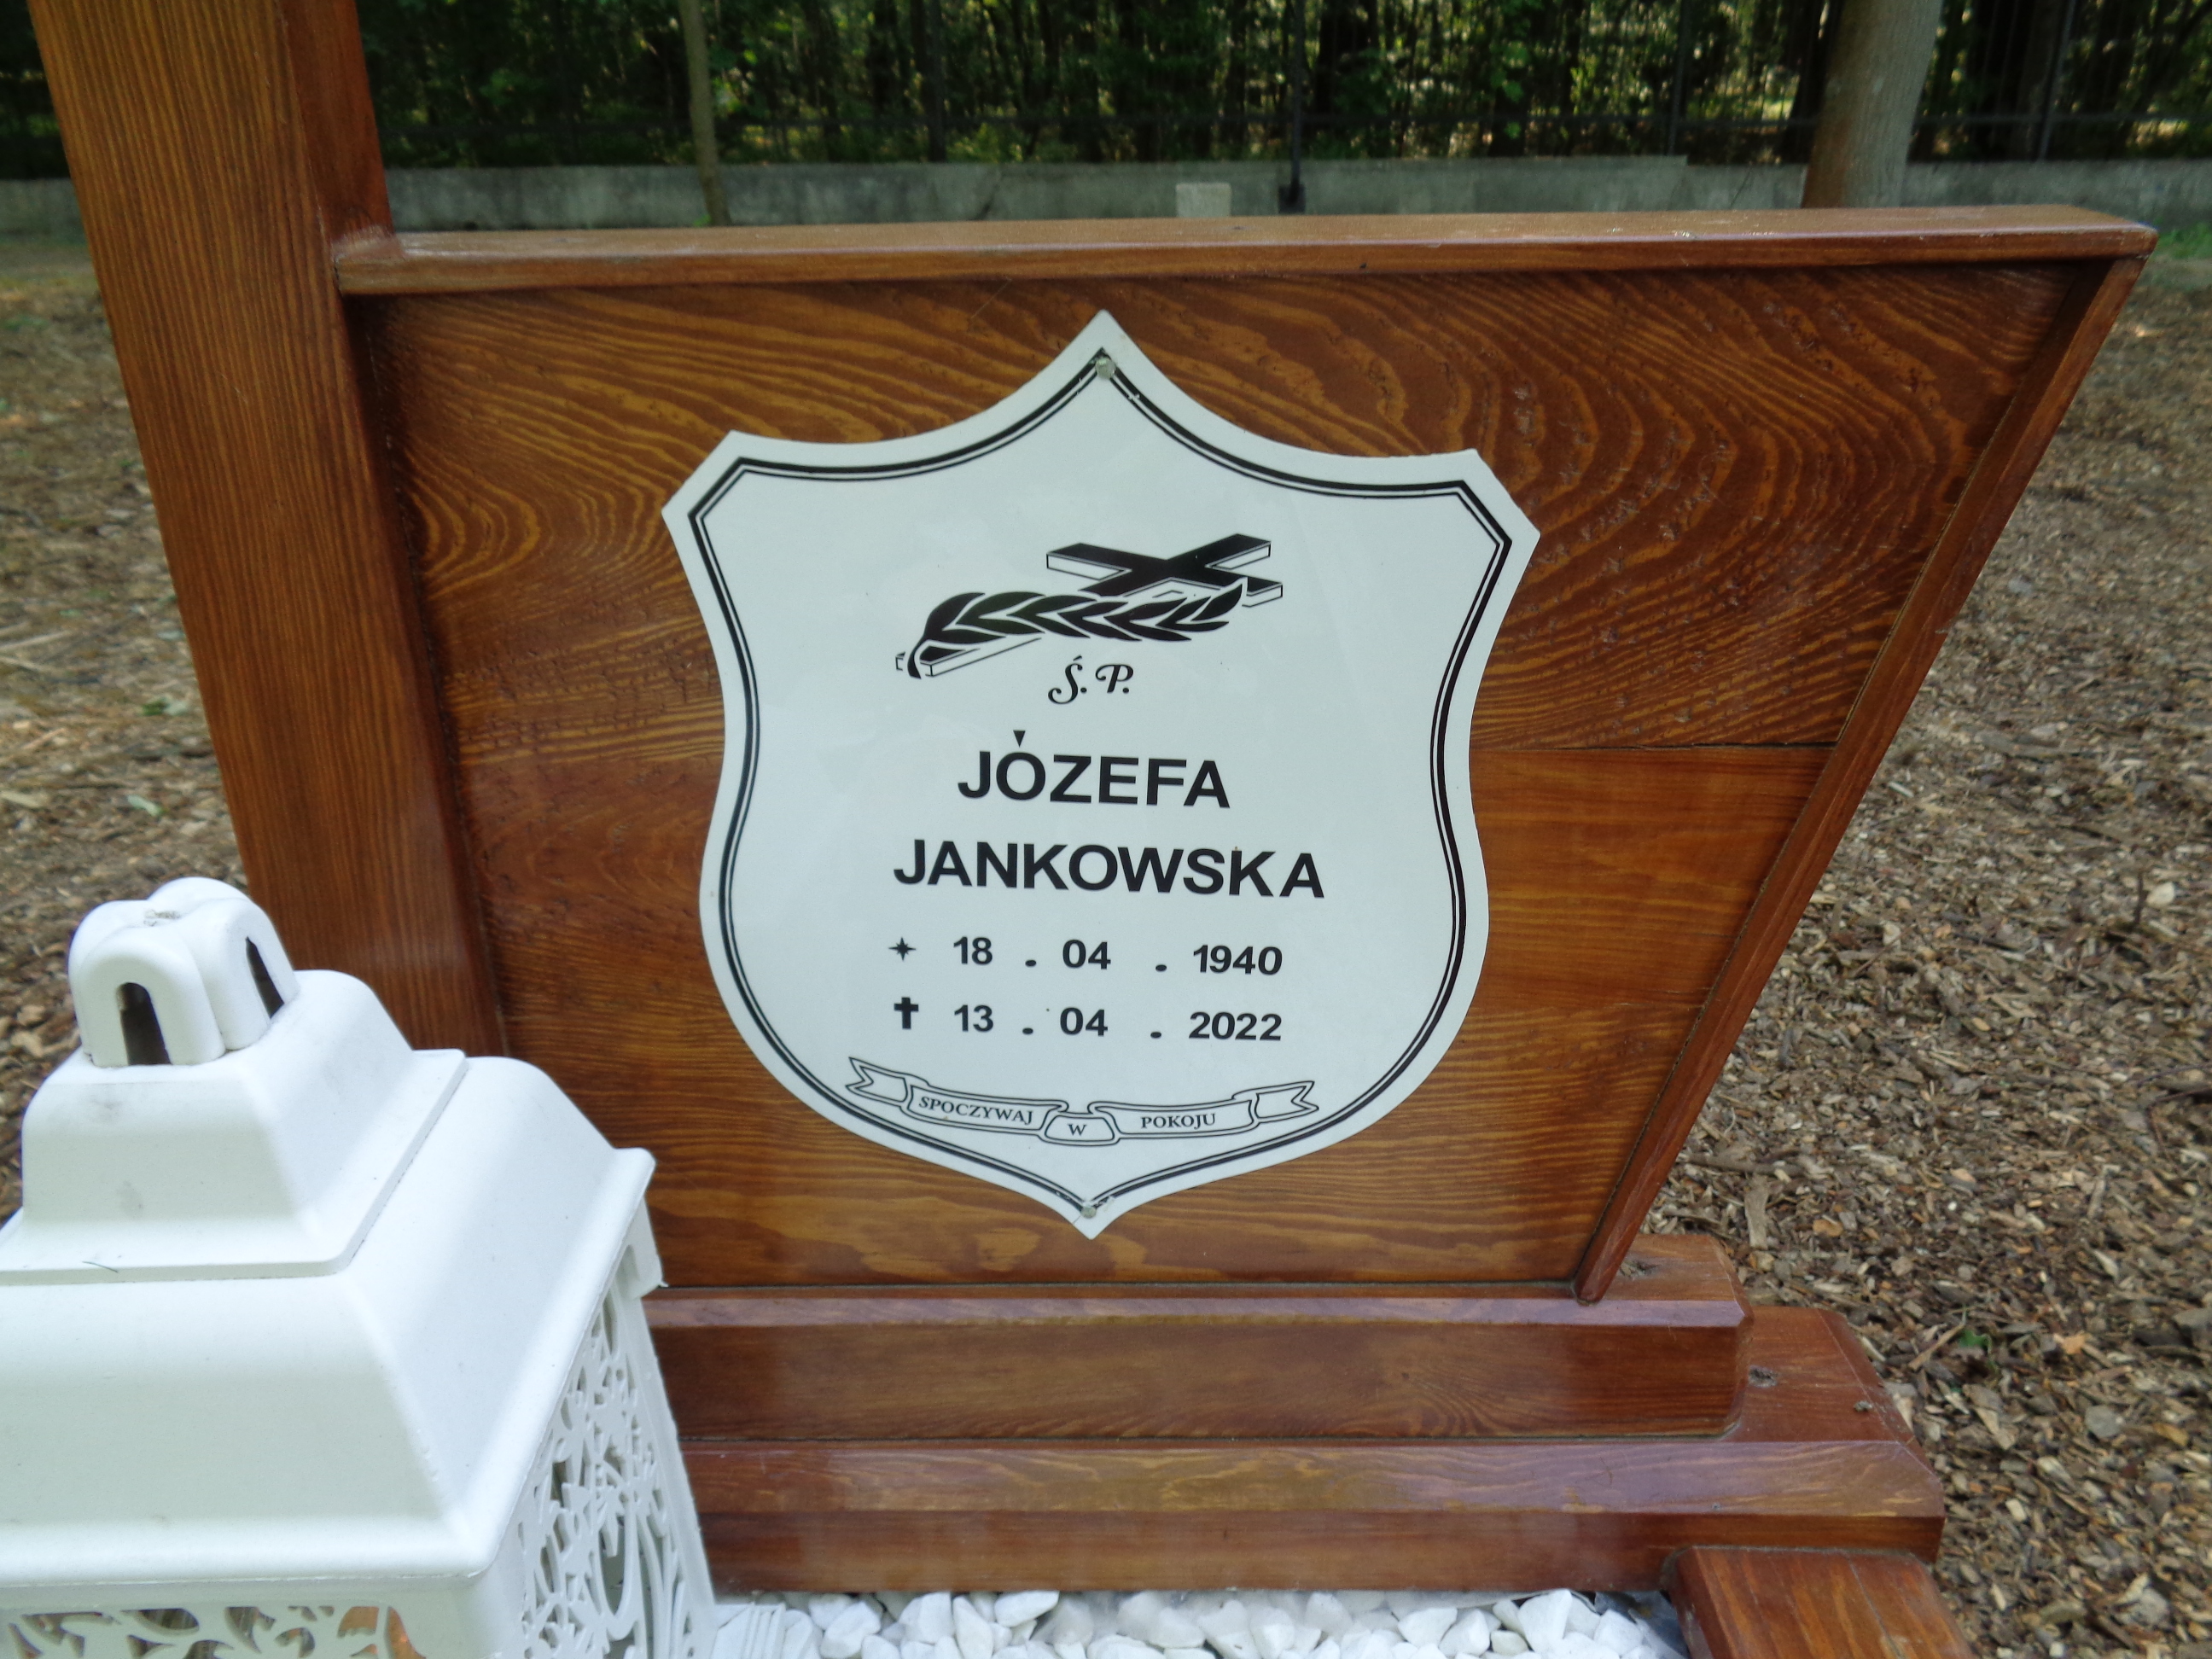 Ś. P.
JÓZEFA
JANKOWSKA
18 . 04 . 1940
13 . 04 . 2022
SPOCZYWAJ W POKOJU